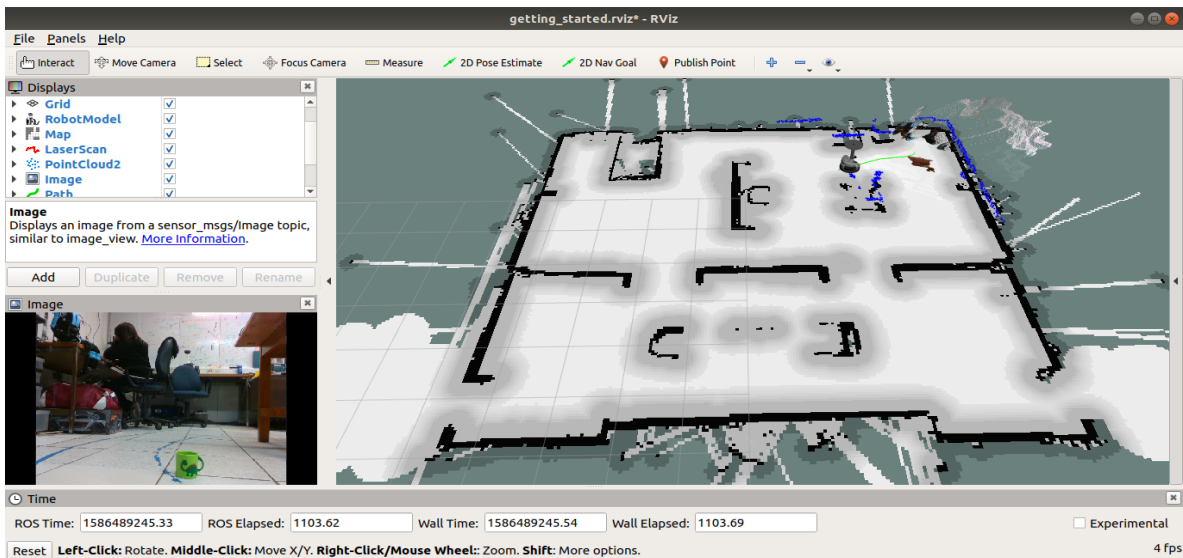 getting_started.rviz* - RViz
File Panels Help
Interact Move Camera Select Focus Camera Measure 2D Pose Estimate 2D Nav Goal Publish Point
Displays
Grid
RobotModel
Map
LaserScan
PointCloud2
Image
Path
Image
Displays an image from a sensor_msgs/Image topic,
similar to image_view. More Information.
Add Duplicate Remove Rename
Image
Time
ROS Time: 1586489245.33 ROS Elapsed: 1103.62 Wall Time: 1586489245.54 Wall Elapsed: 1103.69 Experimental
Reset Left-Click: Rotate. Middle-Click: Move X/Y. Right-Click/Mouse Wheel:: Zoom. Shift: More options. 4 fps